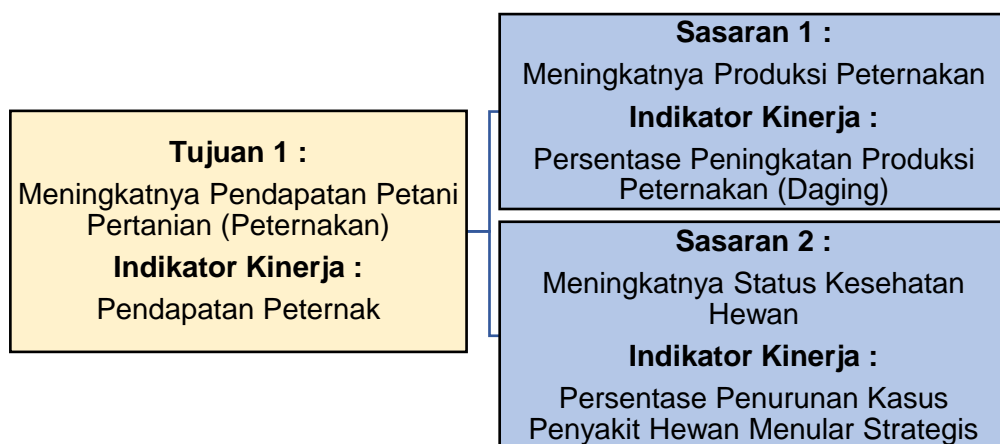 Tujuan 1 :
Meningkatnya Pendapatan Petani
Pertanian (Peternakan)
Indikator Kinerja :
Pendapatan Peternak
Sasaran 1 :
Meningkatnya Produksi Peternakan
Indikator Kinerja :
Persentase Peningkatan Produksi
Peternakan (Daging)
Sasaran 2 :
Meningkatnya Status Kesehatan
Hewan
Indikator Kinerja :
Persentase Penurunan Kasus
Penyakit Hewan Menular Strategis